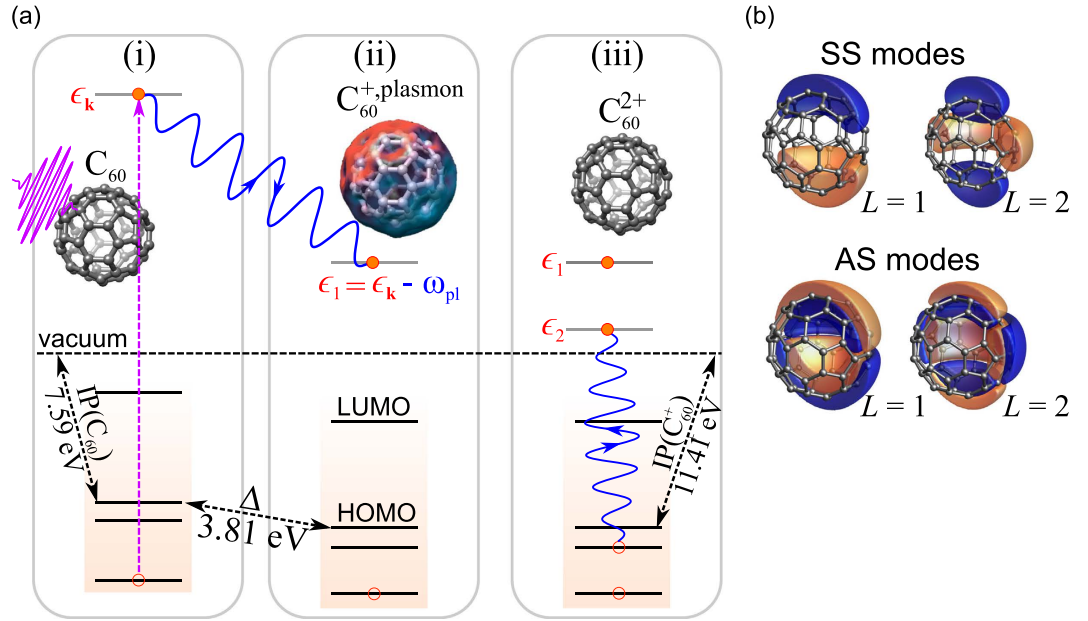 (a)
(i)
(ii)
(iii)
ϵk
C60
C60+,plasmon
C602+
ϵ1 = ϵk - ωpl
ϵ1
ϵ2
vacuum
IP(C60)
7.59 eV
Δ
3.81 eV
LUMO
HOMO
IP(C60+)
11.41 eV
(b)
SS modes
L = 1
L = 2
AS modes
L = 1
L = 2